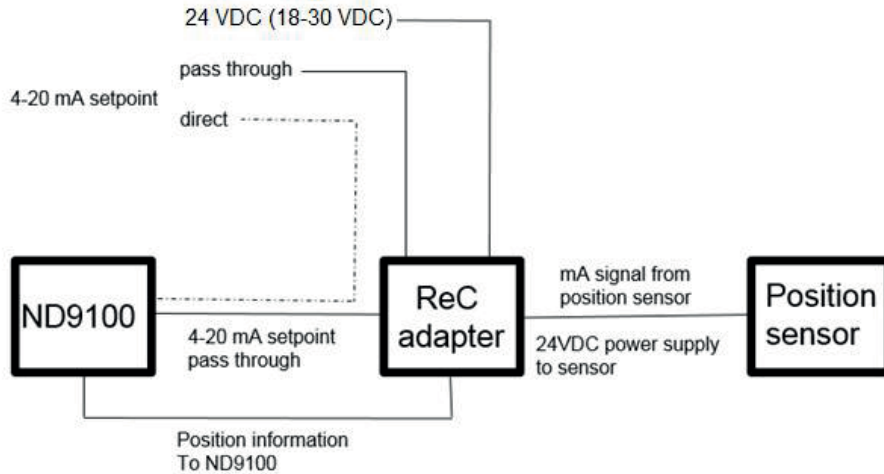 24 VDC (18-30 VDC)
pass through
4-20 mA setpoint
direct
ND9100
4-20 mA setpoint
pass through
ReC
adapter
mA signal from
position sensor
24VDC power supply
to sensor
Position
sensor
Position information
To ND9100